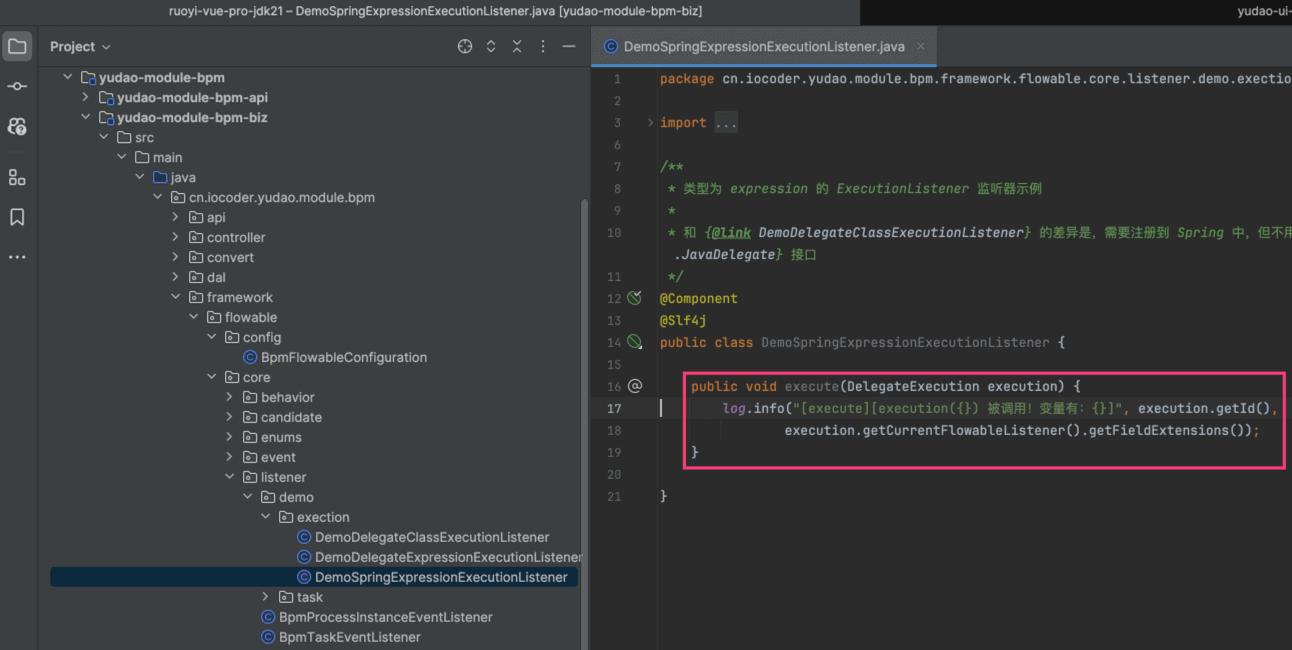 ruoyi-vue-pro-jdk21 – DemoSpringExpressionExecutionListener.java [yudao-module-bpm-biz]
yudao-ui-
Project
yudao-module-bpm
yudao-module-bpm-api
yudao-module-bpm-biz
src
main
java
cn.iocoder.yudao.module.bpm
api
controller
convert
dal
framework
flowable
config
BpmFlowableConfiguration
core
behavior
candidate
enums
event
listener
demo
exection
DemoDelegateClassExecutionListener
DemoDelegateExpressionExecutionListener
DemoSpringExpressionExecutionListener
task
BpmProcessInstanceEventListener
BpmTaskEventListener
DemoSpringExpressionExecutionListener.java
1 package cn.iocoder.yudao.module.bpm.framework.flowable.core.listener.demo.exectio
2
3 import ...
6
7 /**
8 * 类型为 expression 的 ExecutionListener 监听器示例
9 *
10 * 和 {@link DemoDelegateClassExecutionListener} 的差异是，需要注册到 Spring 中，但不用
.JavaDelegate} 接口
11 */
12 @Component
13 @Slf4j
14 public class DemoSpringExpressionExecutionListener {
15
16 public void execute(DelegateExecution execution) {
17 log.info("[execute][execution({}) 被调用！变量有：{}]", execution.getId(),
18 execution.getCurrentFlowableListener().getFieldExtensions());
19 }
20
21 }